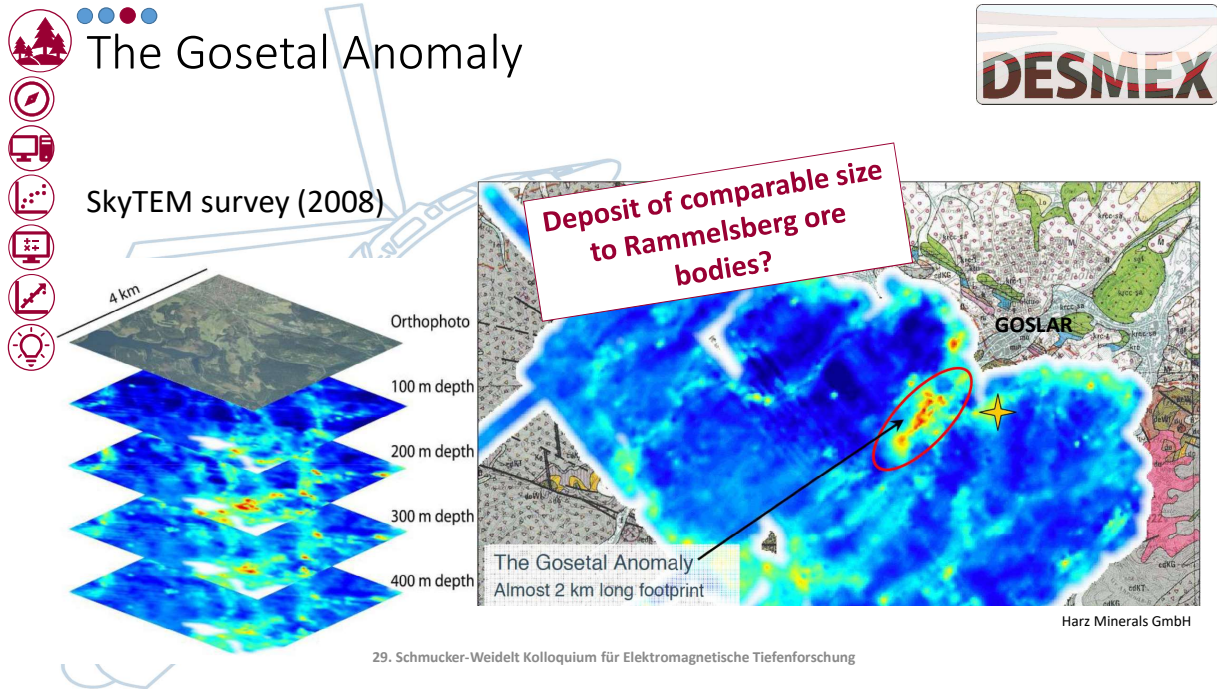 The Gosetal Anomaly
DESMEX
SkyTEM survey (2008)
Deposit of comparable size
to Rammelsberg ore
bodies?
4 km
Orthophoto
100 m depth
200 m depth
300 m depth
400 m depth
GOSLAR
The Gosetal Anomaly
Almost 2 km long footprint
Harz Minerals GmbH
29. Schmucker-Weidelt Kolloquium für Elektromagnetische Tiefenforschung